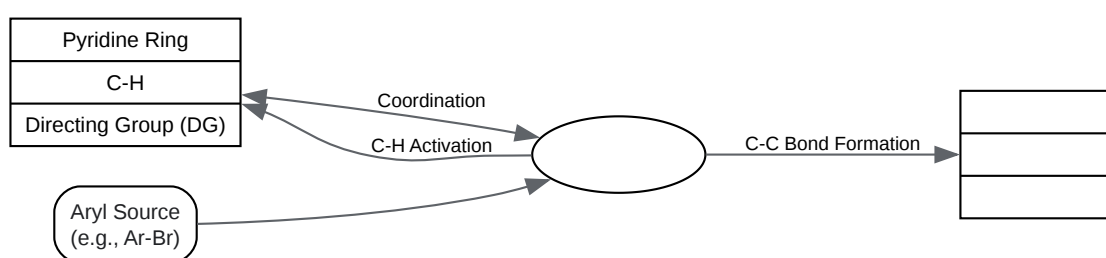 Pyridine Ring
C-H
Directing Group (DG)
Coordination
C-H Activation
C-C Bond Formation
Aryl Source
(e.g., Ar-Br)